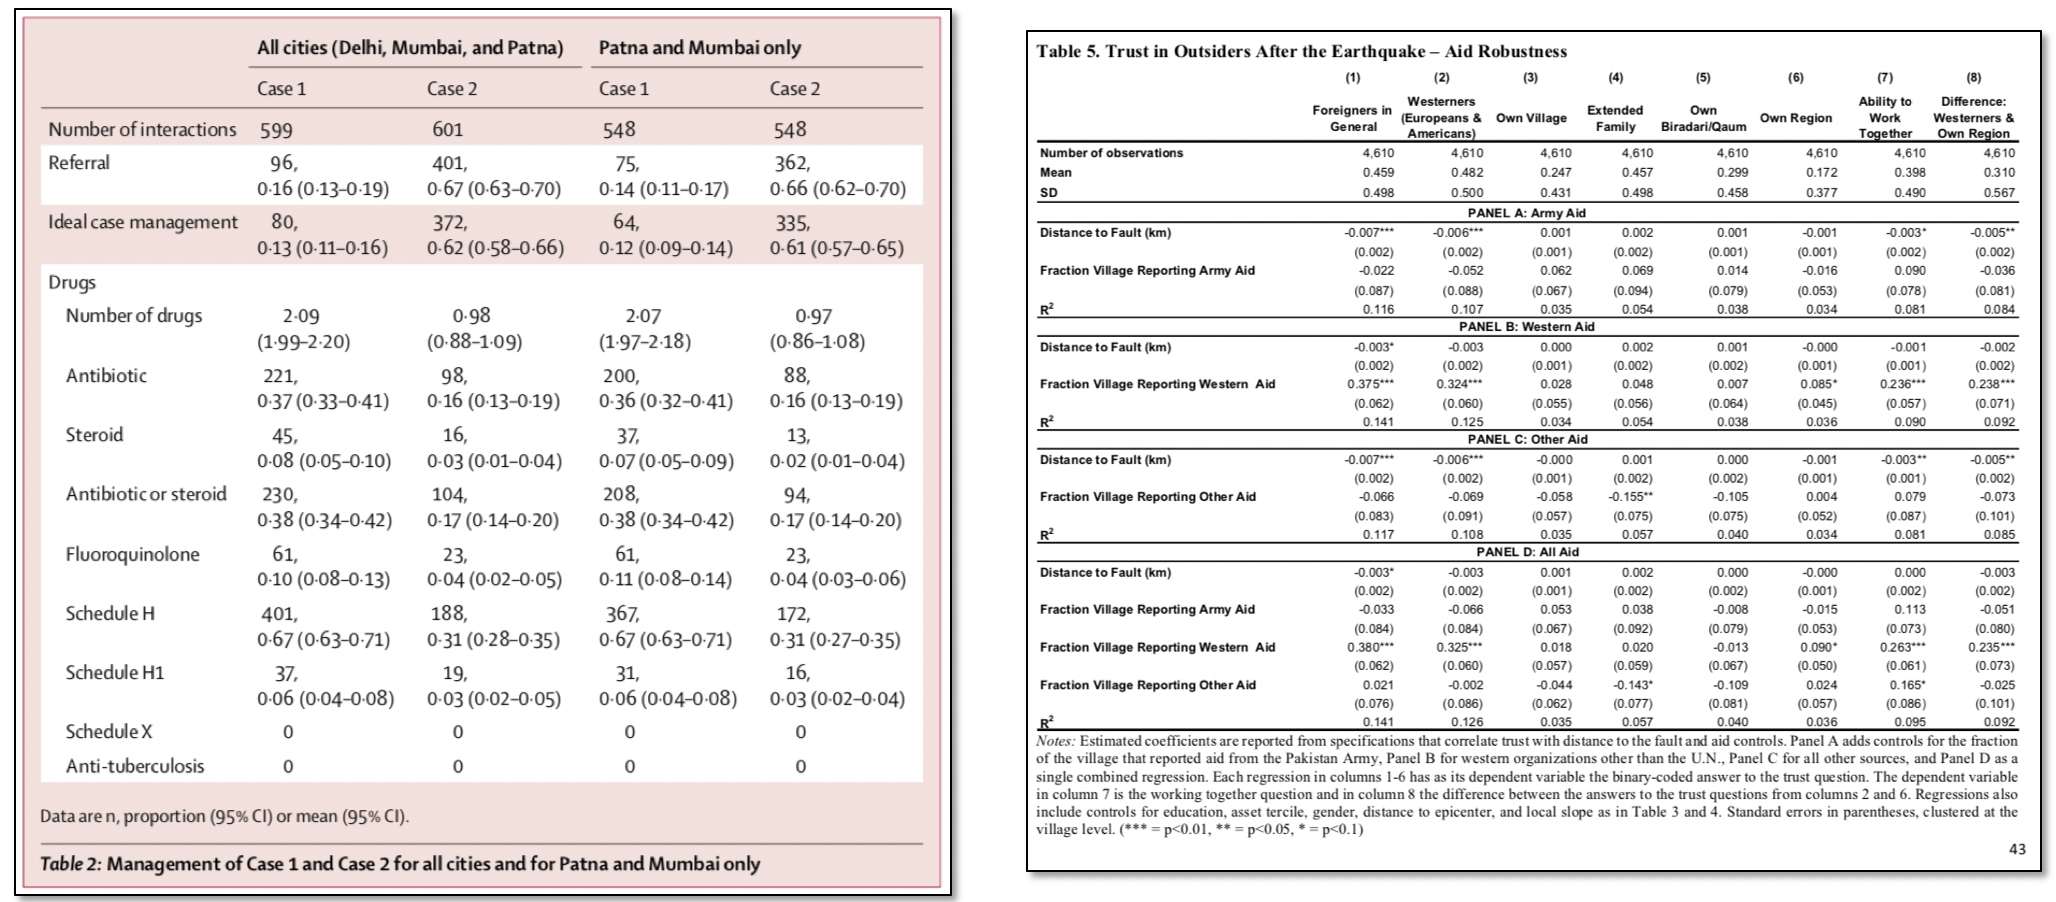 All cities (Delhi, Mumbai, and Patna) Patna and Mumbai only
Case 1 Case 2 Case 1 Case 2
Number of interactions 599 601 548 548
Referral 96, 401, 75, 362,
0·16 (0·13–0·19) 0·67 (0·63–0·70) 0·14 (0·11–0·17) 0·66 (0·62–0·70)
Ideal case management 80, 372, 64, 335,
0·13 (0·11–0·16) 0·62 (0·58–0·66) 0·12 (0·09–0·14) 0·61 (0·57–0·65)
Drugs
Number of drugs 2·09 0·98 2·07 0·97
(1·99–2·20) (0·88–1·09) (1·97–2·18) (0·86–1·08)
Antibiotic 221, 98, 200, 88,
0·37 (0·33–0·41) 0·16 (0·13–0·19) 0·36 (0·32–0·41) 0·16 (0·13–0·19)
Steroid 45, 16, 37, 13,
0·08 (0·05–0·10) 0·03 (0·01–0·04) 0·07 (0·05–0·09) 0·02 (0·01–0·04)
Antibiotic or steroid 230, 104, 208, 94,
0·38 (0·34–0·42) 0·17 (0·14–0·20) 0·38 (0·34–0·42) 0·17 (0·14–0·20)
Fluoroquinolone 61, 23, 61, 23,
0·10 (0·08–0·13) 0·04 (0·02–0·05) 0·11 (0·08–0·14) 0·04 (0·03–0·06)
Schedule H 401, 188, 367, 172,
0·67 (0·63–0·71) 0·31 (0·28–0·35) 0·67 (0·63–0·71) 0·31 (0·27–0·35)
Schedule H1 37, 19, 31, 16,
0·06 (0·04–0·08) 0·03 (0·02–0·05) 0·06 (0·04–0·08) 0·03 (0·02–0·04)
Schedule X 0 0 0 0
Anti-tuberculosis 0 0 0 0
Data are n, proportion (95% CI) or mean (95% CI).
Table 2: Management of Case 1 and Case 2 for all cities and for Patna and Mumbai only
Table 5. Trust in Outsiders After the Earthquake – Aid Robustness
(1) (2) (3) (4) (5) (6) (7) (8)
Foreigners in General Westerners (Europeans & Americans) Own Village Extended Family Own Biradari/Qaum Own Region Ability to Work Together Difference: Westerners & Own Region
Number of observations 4,610 4,610 4,610 4,610 4,610 4,610 4,610 4,610
Mean 0.459 0.482 0.247 0.457 0.299 0.172 0.398 0.310
SD 0.498 0.500 0.431 0.498 0.458 0.377 0.490 0.567
PANEL A: Army Aid
Distance to Fault (km) -0.007*** -0.006*** 0.001 0.002 0.001 -0.001 -0.003* -0.005**
(0.002) (0.002) (0.001) (0.002) (0.001) (0.001) (0.002) (0.002)
Fraction Village Reporting Army Aid -0.022 -0.052 0.062 0.069 0.014 -0.016 0.090 -0.036
(0.087) (0.088) (0.067) (0.094) (0.079) (0.053) (0.078) (0.081)
R2 0.116 0.107 0.035 0.054 0.038 0.034 0.081 0.084
PANEL B: Western Aid
Distance to Fault (km) -0.003* -0.003 0.000 0.002 0.001 -0.000 -0.001 -0.002
(0.002) (0.002) (0.001) (0.002) (0.002) (0.001) (0.001) (0.002)
Fraction Village Reporting Western Aid 0.375*** 0.324*** 0.028 0.048 0.007 0.085* 0.236*** 0.238***
(0.062) (0.060) (0.055) (0.056) (0.064) (0.045) (0.057) (0.071)
R2 0.141 0.125 0.034 0.054 0.038 0.036 0.090 0.092
PANEL C: Other Aid
Distance to Fault (km) -0.007*** -0.006*** -0.000 0.001 0.000 -0.001 -0.003** -0.005**
(0.002) (0.002) (0.001) (0.002) (0.002) (0.001) (0.001) (0.002)
Fraction Village Reporting Other Aid -0.066 -0.069 -0.058 -0.155** -0.105 0.004 0.079 -0.073
(0.083) (0.091) (0.057) (0.075) (0.075) (0.052) (0.087) (0.101)
R2 0.117 0.108 0.035 0.057 0.040 0.034 0.081 0.085
PANEL D: All Aid
Distance to Fault (km) -0.003* -0.003 0.001 0.002 0.000 -0.000 0.000 -0.003
(0.002) (0.002) (0.001) (0.002) (0.002) (0.001) (0.002) (0.002)
Fraction Village Reporting Army Aid -0.033 -0.066 0.053 0.038 -0.008 -0.015 0.113 -0.051
(0.084) (0.084) (0.067) (0.092) (0.079) (0.053) (0.073) (0.080)
Fraction Village Reporting Western Aid 0.380*** 0.325*** 0.018 0.020 -0.013 0.090* 0.263*** 0.235***
(0.062) (0.060) (0.057) (0.059) (0.067) (0.050) (0.061) (0.073)
Fraction Village Reporting Other Aid 0.021 -0.002 -0.044 -0.143* -0.109 0.024 0.165* -0.025
(0.076) (0.086) (0.062) (0.077) (0.081) (0.057) (0.086) (0.101)
R2 0.141 0.126 0.035 0.057 0.040 0.036 0.095 0.092
Notes: Estimated coefficients are reported from specifications that correlate trust with distance to the fault and aid controls. Panel A adds controls for the fraction
of the village that reported aid from the Pakistan Army, Panel B for western organizations other than the U.N., Panel C for all other sources, and Panel D as a
single combined regression. Each regression in columns 1-6 has as its dependent variable the binary-coded answer to the trust question. The dependent variable
in column 7 is the working together question and in column 8 the difference between the answers to the trust questions from columns 2 and 6. Regressions also
include controls for education, asset tercile, gender, distance to epicenter, and local slope as in Table 3 and 4. Standard errors in parentheses, clustered at the
village level. (*** = p<0.01, ** = p<0.05, * = p<0.1)
43